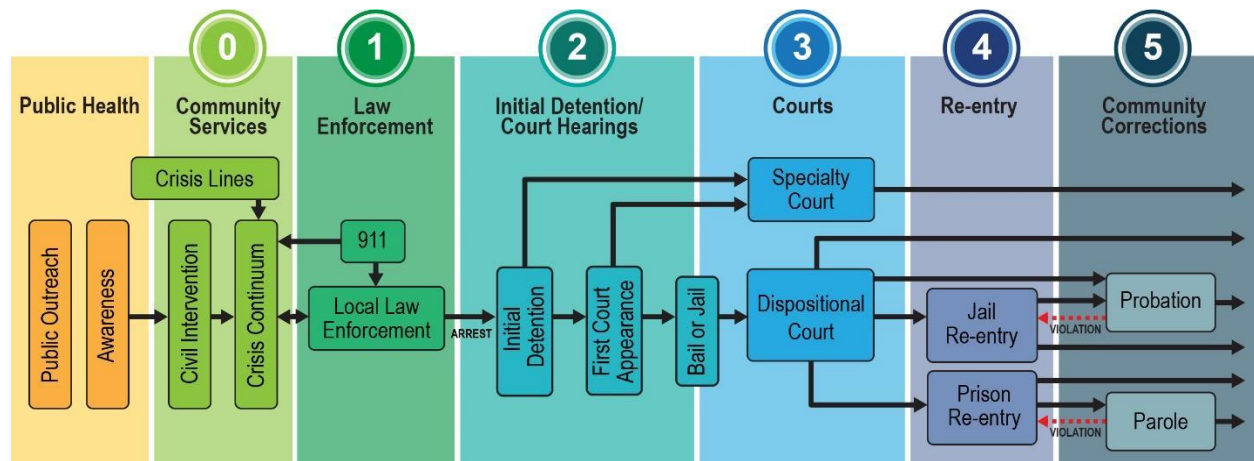 0
1
2
3
4
5
Public Health
Community
Services
Law
Enforcement
Initial Detention/
Court Hearings
Courts
Re-entry
Community
Corrections
Crisis Lines
Public Outreach
Awareness
Civil Intervention
Crisis Continuum
911
Local Law
Enforcement
ARREST
Initial
Detention
First Court
Appearance
Bail or Jail
Specialty
Court
Dispositional
Court
Jail
Re-entry
VIOLATION
Probation
Prison
Re-entry
VIOLATION
Parole